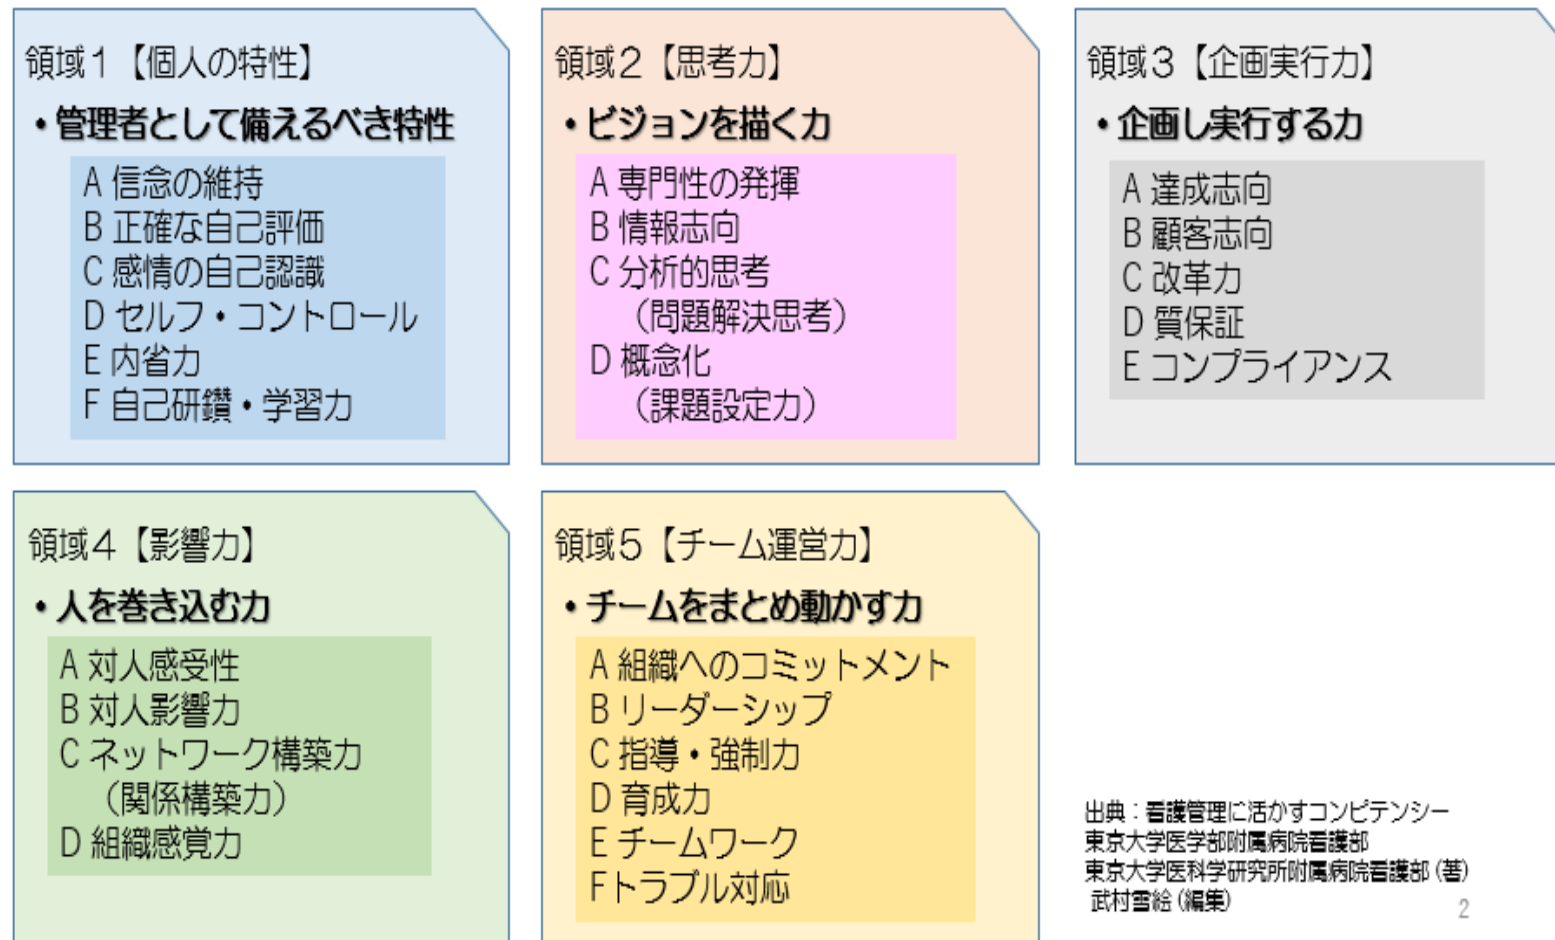 領域1【個人の特性】
・管理者として備えるべき特性
A 信念の維持
B 正確な自己評価
C 感情の自己認識
D セルフ・コントロール
E 内省力
F 自己研鑽・学習力
領域2【思考力】
・ビジョンを描く力
A 専門性の発揮
B 情報志向
C 分析的思考
（問題解決思考）
D 概念化
（課題設定力）
領域3【企画実行力】
・企画し実行する力
A 達成志向
B 顧客志向
C 改革力
D 質保証
E コンプライアンス
領域4【影響力】
・人を巻き込む力
A 対人感受性
B 対人影響力
C ネットワーク構築力
（関係構築力）
D 組織感覚力
領域5【チーム運営力】
・チームをまとめ動かす力
A 組織へのコミットメント
B リーダーシップ
C 指導・強制力
D 育成力
E チームワーク
F トラブル対応
出典：看護管理に活かすコンピテンシー
東京大学医学部附属病院看護部
東京大学医科学研究所附属病院看護部（著）
武村雪絵（編集）
2